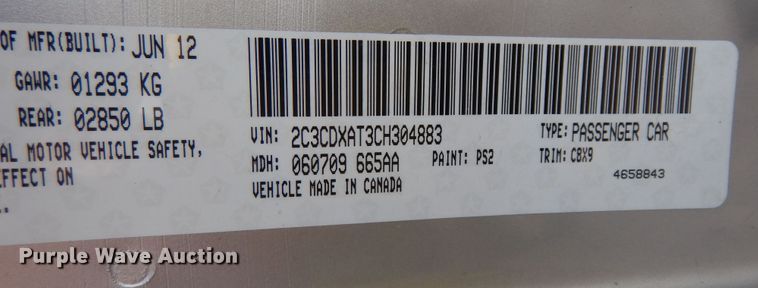 OF MFR(BUILT): JUN 12
GAWR: 01293 KG
REAR: 02850 LB
AL MOTOR VEHICLE SAFETY,
EFFECT ON
VIN: 2C3CDXAT3CH304883
TYPE: PASSENGER CAR
MDH: 060709 665AA
PAINT: PS2
TRIM: CBX9
VEHICLE MADE IN CANADA
4658843
Purple Wave Auction